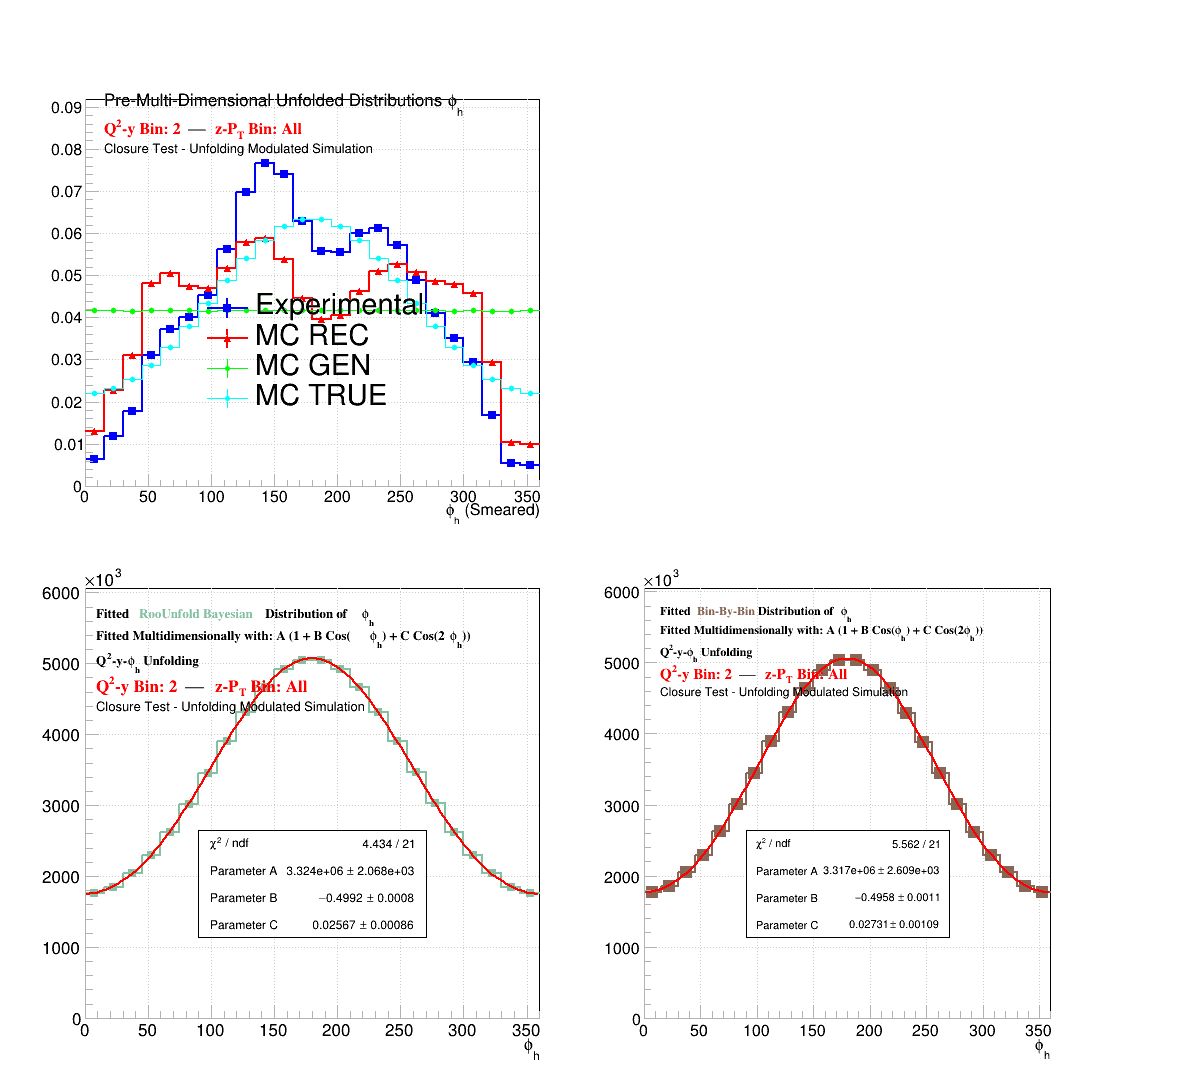 Pre-Multi-Dimensional Unfolded Distributions ϕh
Q2-y Bin: 2 — z-PT Bin: All
Closure Test - Unfolding Modulated Simulation
0.09
0.08
0.07
0.06
0.05
0.04
0.03
0.02
0.01
0
Experimental
MC REC
MC GEN
MC TRUE
0 50 100 150 200 250 300 350
ϕh (Smeared)
×103
Fitted RooUnfold Bayesian Distribution of ϕh
Fitted Multidimensionally with: A (1 + B Cos(ϕh) + C Cos(2 ϕh))
Q2-y-ϕh Unfolding
Q2-y Bin: 2 — z-PT Bin: All
Closure Test - Unfolding Modulated Simulation
6000
5000
4000
3000
2000
1000
0
χ2 / ndf 4.434 / 21
Parameter A 3.324e+06 ± 2.068e+03
Parameter B −0.4992 ± 0.0008
Parameter C 0.02567 ± 0.00086
0 50 100 150 200 250 300 350
ϕh
×103
Fitted Bin-By-Bin Distribution of ϕh
Fitted Multidimensionally with: A (1 + B Cos(ϕh) + C Cos(2ϕh))
Q2-y-ϕh Unfolding
Q2-y Bin: 2 — z-PT Bin: All
Closure Test - Unfolding Modulated Simulation
6000
5000
4000
3000
2000
1000
0
χ2 / ndf 5.562 / 21
Parameter A 3.317e+06 ± 2.609e+03
Parameter B −0.4958 ± 0.0011
Parameter C 0.02731 ± 0.00109
0 50 100 150 200 250 300 350
ϕh